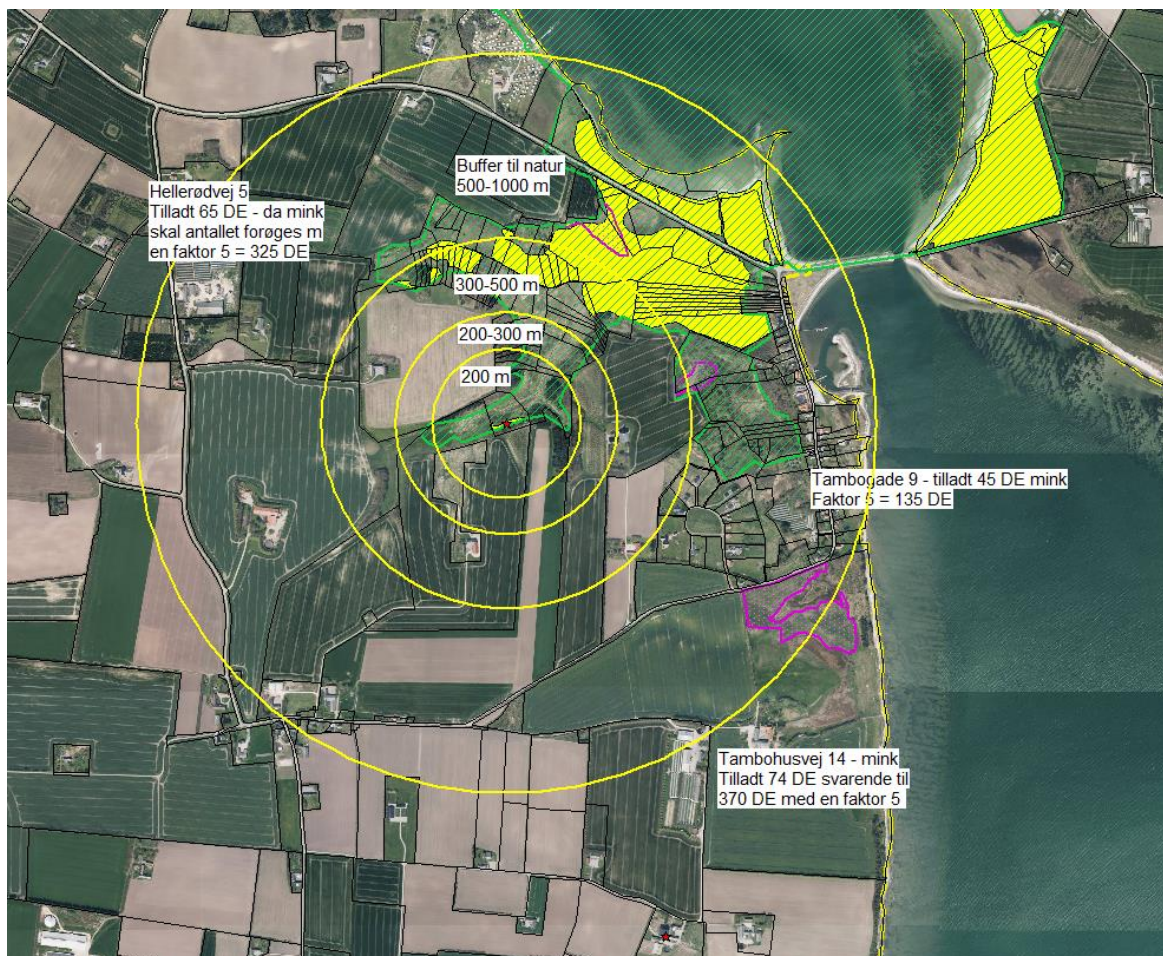 Buffer til natur
500-1000 m
Hellerødvej 5
Tilladt 65 DE - da mink
skal antallet forøges m
en faktor 5 = 325 DE
300-500 m
200-300 m
200 m
Tambogade 9 - tilladt 45 DE mink
Faktor 5 = 135 DE
Tambohusvej 14 - mink
Tilladt 74 DE svarende til
370 DE med en faktor 5